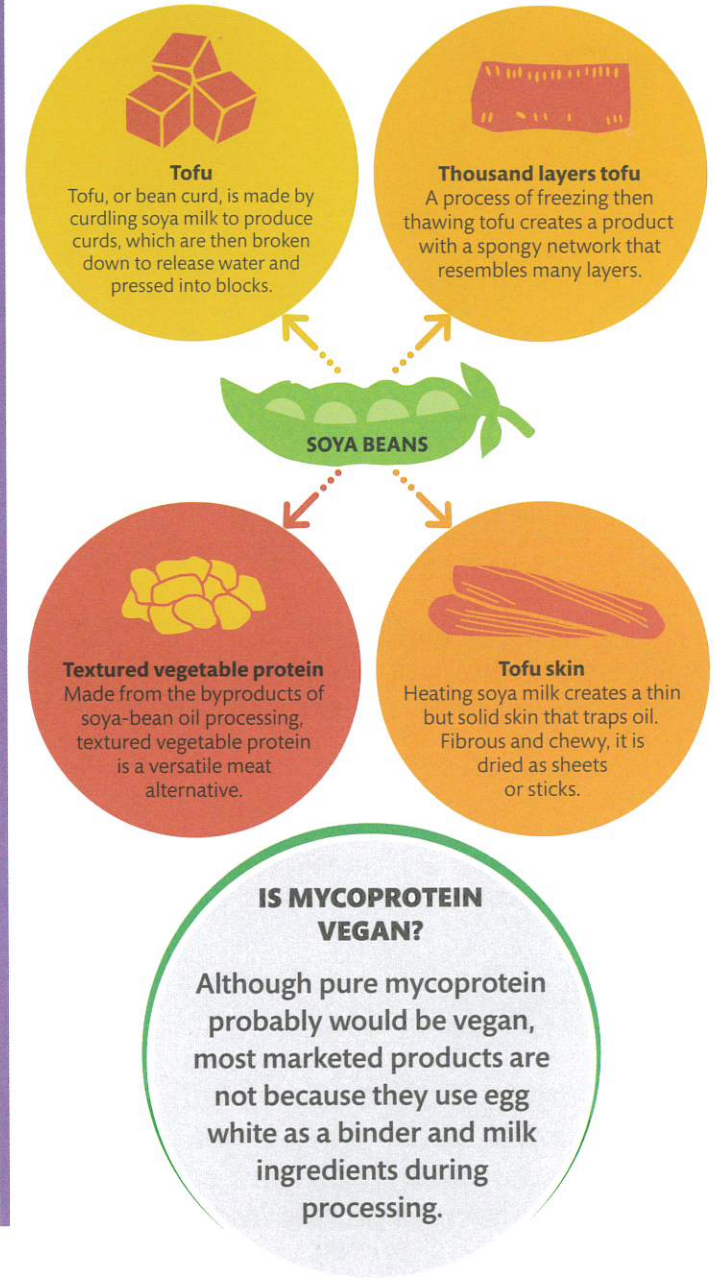 Tofu
Tofu, or bean curd, is made by
curdling soya milk to produce
curds, which are then broken
down to release water and
pressed into blocks.
Thousand layers tofu
A process of freezing then
thawing tofu creates a product
with a spongy network that
resembles many layers.
SOYA BEANS
Textured vegetable protein
Made from the byproducts of
soya-bean oil processing,
textured vegetable protein
is a versatile meat
alternative.
Tofu skin
Heating soya milk creates a thin
but solid skin that traps oil.
Fibrous and chewy, it is
dried as sheets
or sticks.
IS MYCOPROTEIN
VEGAN?
Although pure mycoprotein
probably would be vegan,
most marketed products are
not because they use egg
white as a binder and milk
ingredients during
processing.